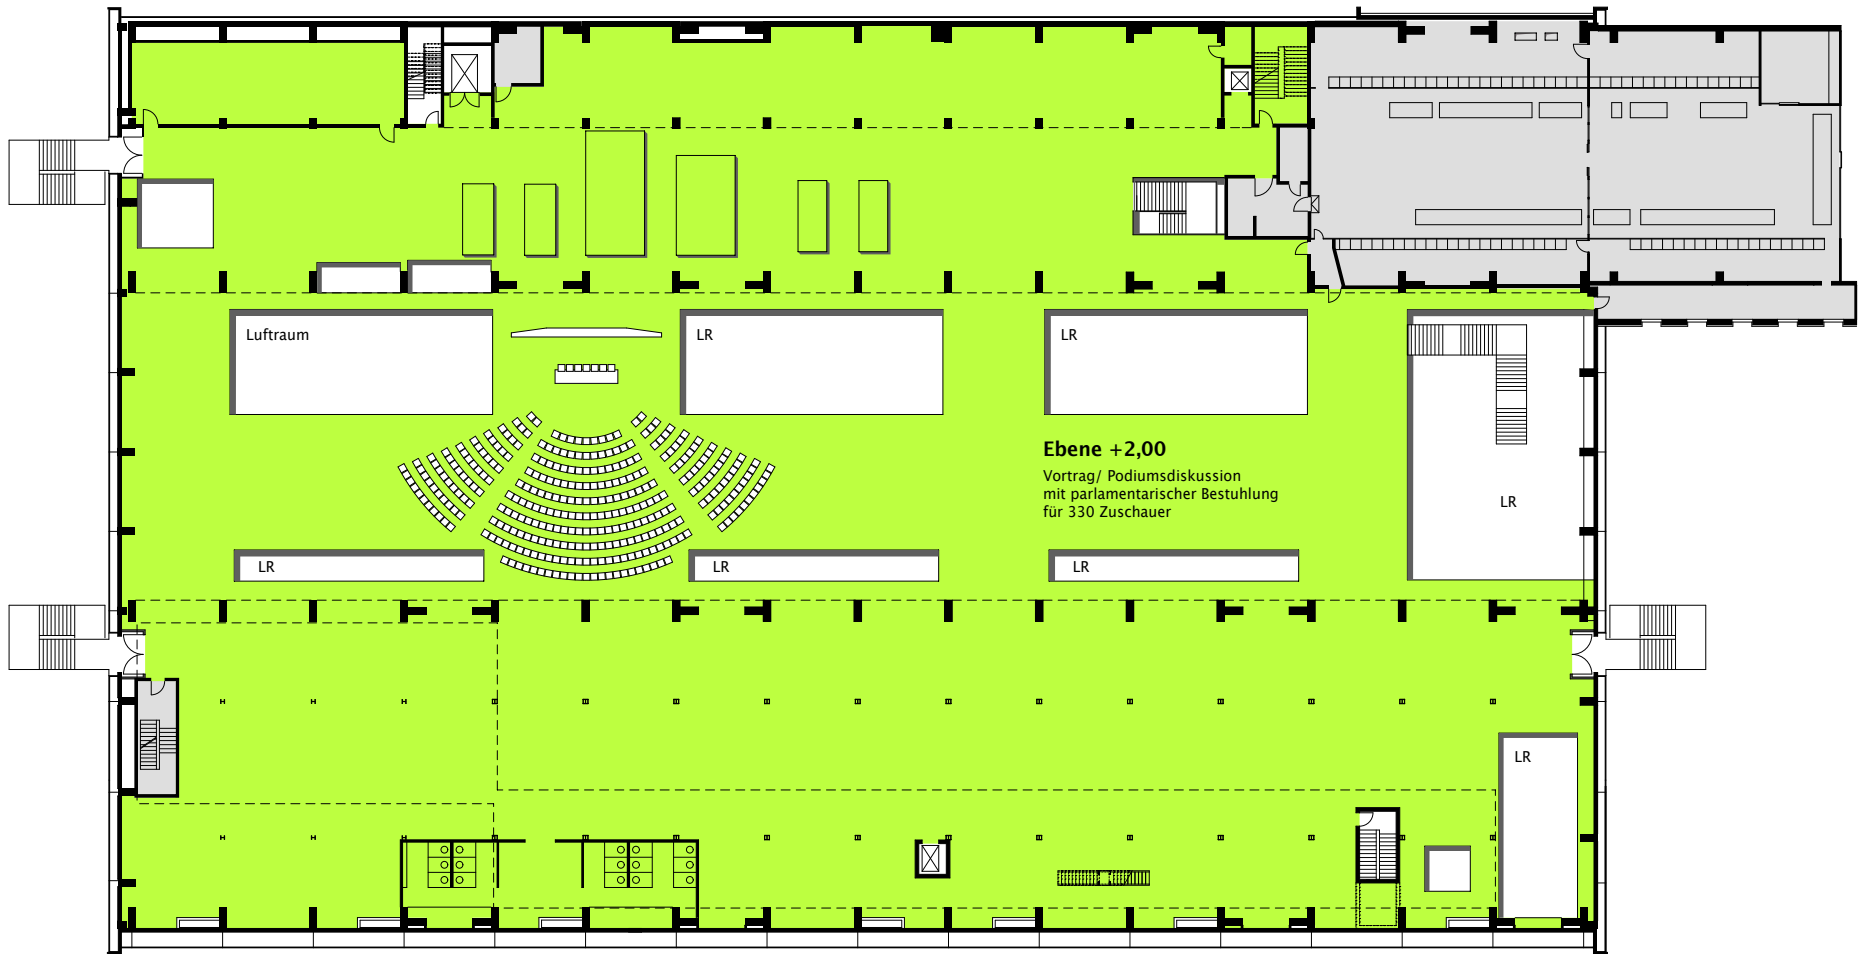 Luftraum
LR
LR
Ebene +2,00
Vortrag/ Podiumsdiskussion
mit parlamentarischer Bestuhlung
für 330 Zuschauer
LR
LR
LR
LR
LR